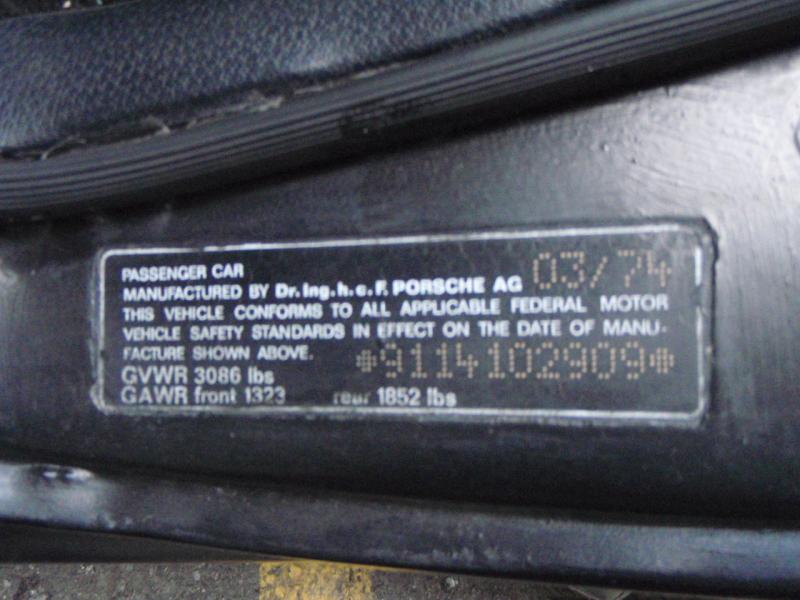 PASSENGER CAR
MANUFACTURED BY Dr.Ing.h.c.F. PORSCHE AG 03/74
THIS VEHICLE CONFORMS TO ALL APPLICABLE FEDERAL MOTOR
VEHICLE SAFETY STANDARDS IN EFFECT ON THE DATE OF MANU-
FACTURE SHOWN ABOVE. *9114102909*
GVWR 3086 lbs
GAWR front 1323 rear 1852 lbs